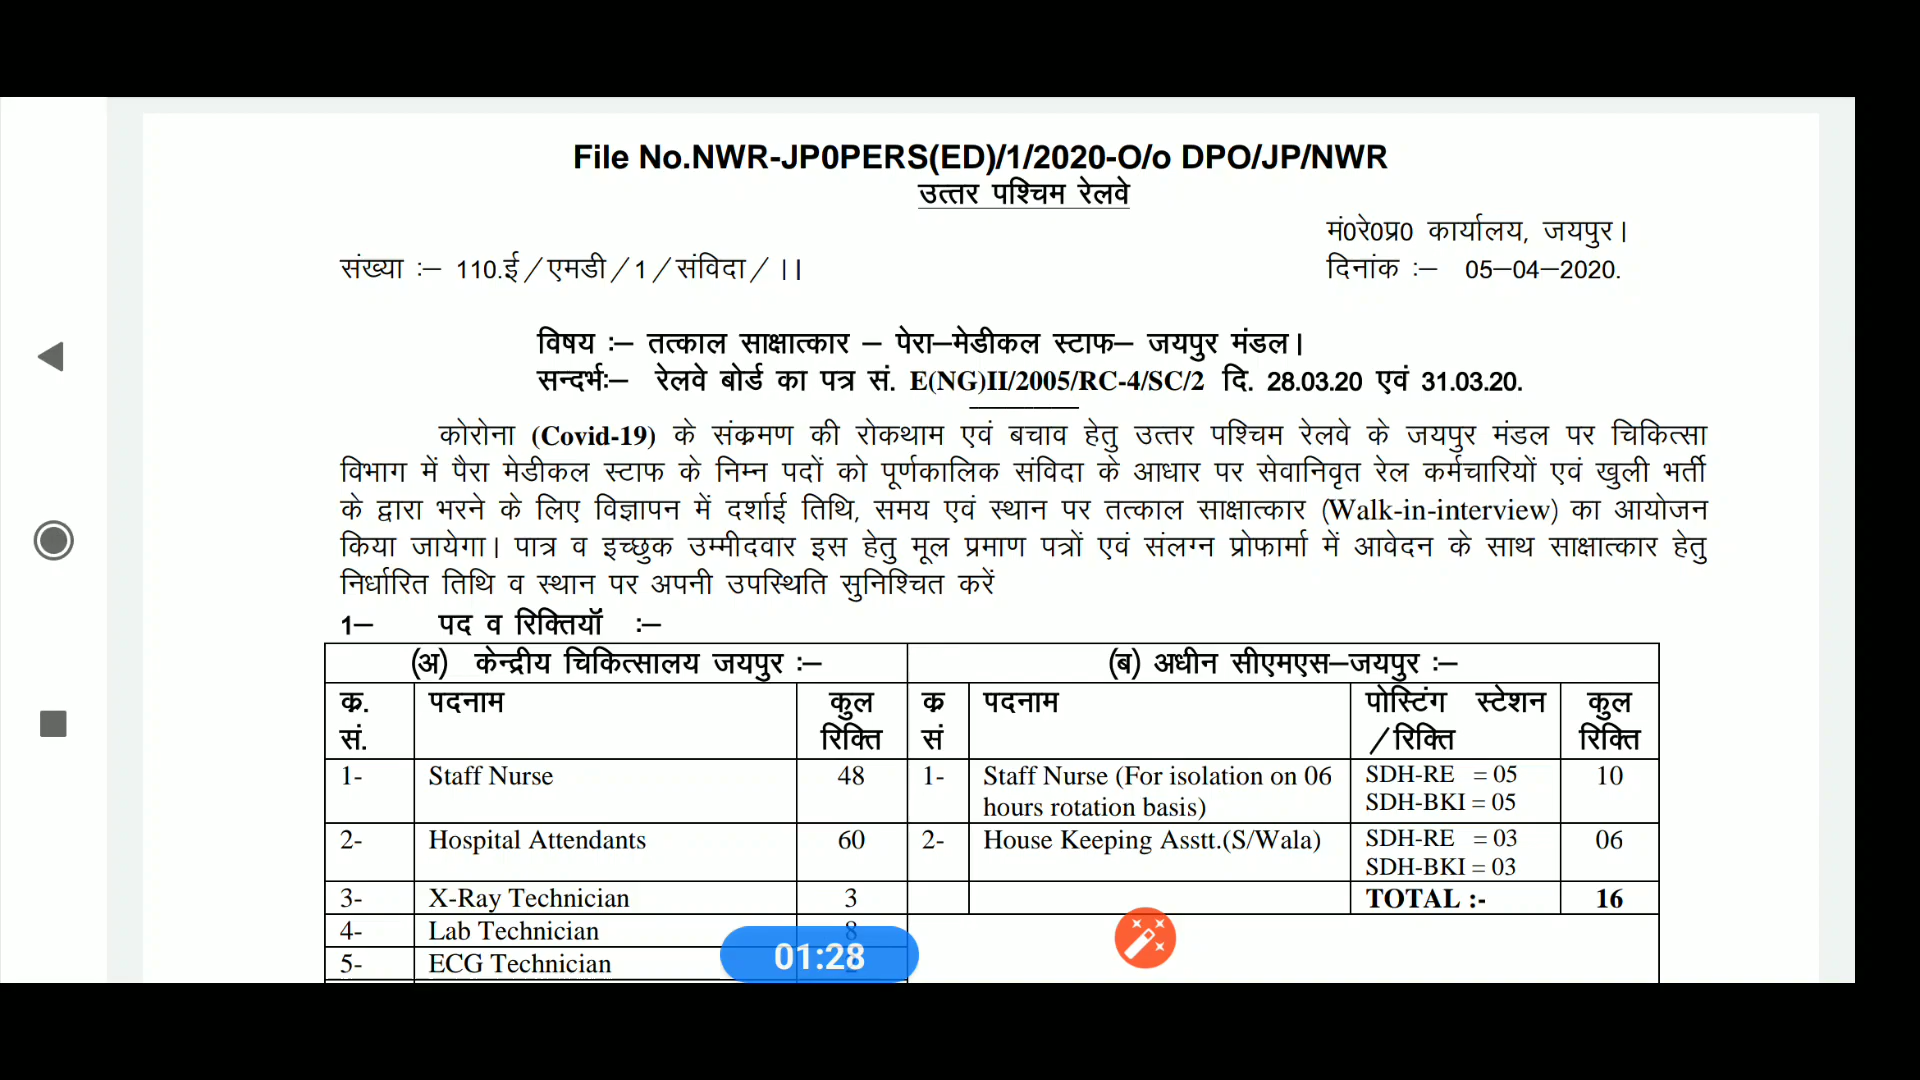 File No.NWR-JP0PERS(ED)/1/2020-O/o DPO/JP/NWR
उत्तर पश्चिम रेलवे
मं0रे0प्र0 कार्यालय, जयपुर।
संख्या :– 110.ई/एमडी/1/संविदा/।।
दिनांक :– 05–04–2020.
विषय :– तत्काल साक्षात्कार – पेरा–मेडीकल स्टाफ– जयपुर मंडल।
सन्दर्भ:– रेलवे बोर्ड का पत्र सं. E(NG)II/2005/RC-4/SC/2 दि. 28.03.20 एवं 31.03.20.
कोरोना (Covid-19) के संक्रमण की रोकथाम एवं बचाव हेतु उत्तर पश्चिम रेलवे के जयपुर मंडल पर चिकित्सा
विभाग में पैरा मेडीकल स्टाफ के निम्न पदों को पूर्णकालिक संविदा के आधार पर सेवानिवृत रेल कर्मचारियों एवं खुली भर्ती
के द्वारा भरने के लिए विज्ञापन में दर्शाई तिथि, समय एवं स्थान पर तत्काल साक्षात्कार (Walk-in-interview) का आयोजन
किया जायेगा। पात्र व इच्छुक उम्मीदवार इस हेतु मूल प्रमाण पत्रों एवं संलग्न प्रोफार्मा में आवेदन के साथ साक्षात्कार हेतु
निर्धारित तिथि व स्थान पर अपनी उपस्थिति सुनिश्चित करें
1– पद व रिक्तियॉ :–
(अ) केन्द्रीय चिकित्सालय जयपुर :– (ब) अधीन सीएमएस–जयपुर :–
क्र. सं. पदनाम कुल रिक्ति क्र सं पदनाम पोस्टिंग स्टेशन /रिक्ति कुल रिक्ति
1- Staff Nurse 48 1- Staff Nurse (For isolation on 06 SDH-RE = 05 10
hours rotation basis) SDH-BKI = 05
2- Hospital Attendants 60 2- House Keeping Asstt.(S/Wala) SDH-RE = 03 06
SDH-BKI = 03
3- X-Ray Technician 3 TOTAL :- 16
4- Lab Technician 8
5- ECG Technician
01:28